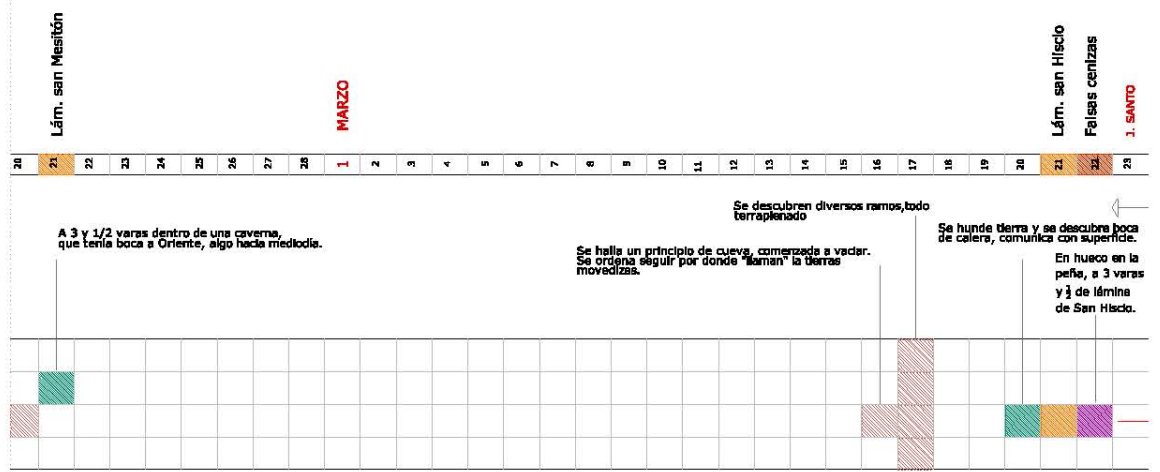 Lám. san Mesitón
MARZO
Lám. san Hiscio
Falsas cenizas
J. SANTO
20 21 22 23 24 25 26 27 28 1 2 3 4 5 6 7 8 9 10 11 12 13 14 15 16 17 18 19 20 21 22 23
A 3 y 1/2 varas dentro de una caverna,
que tenía boca a Oriente, algo hacia mediodía.
Se halla un principio de cueva, comenzada a vaciar.
Se ordena seguir por donde "llaman" la tierras
movedizas.
Se descubren diversos ramos,todo
terraplenado
Se hunde tierra y se descubre boca
de calera, comunica con superficie.
En hueco en la
peña, a 3 varas
y ½ de lámina
de San Hiscio.